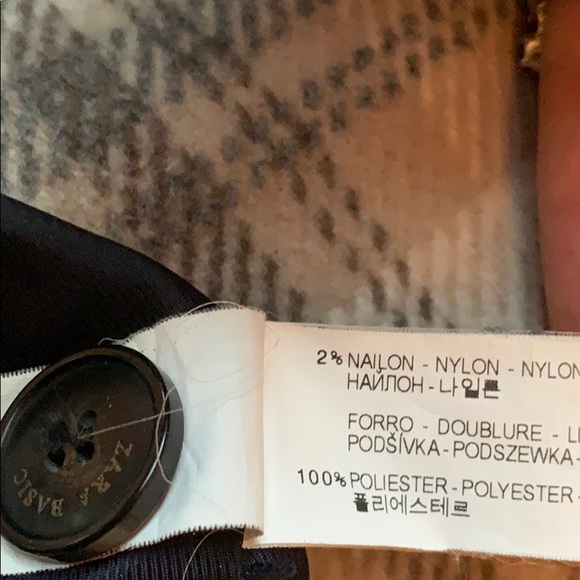 2% NAILON - NYLON - NYLON
НАЙЛОН - 나일론
FORRO - DOUBLURE - LI
PODŠÍVKA - PODSZEWKA -
100% POLIESTER - POLYESTER -
폴리에스테르
ZARA BASIC